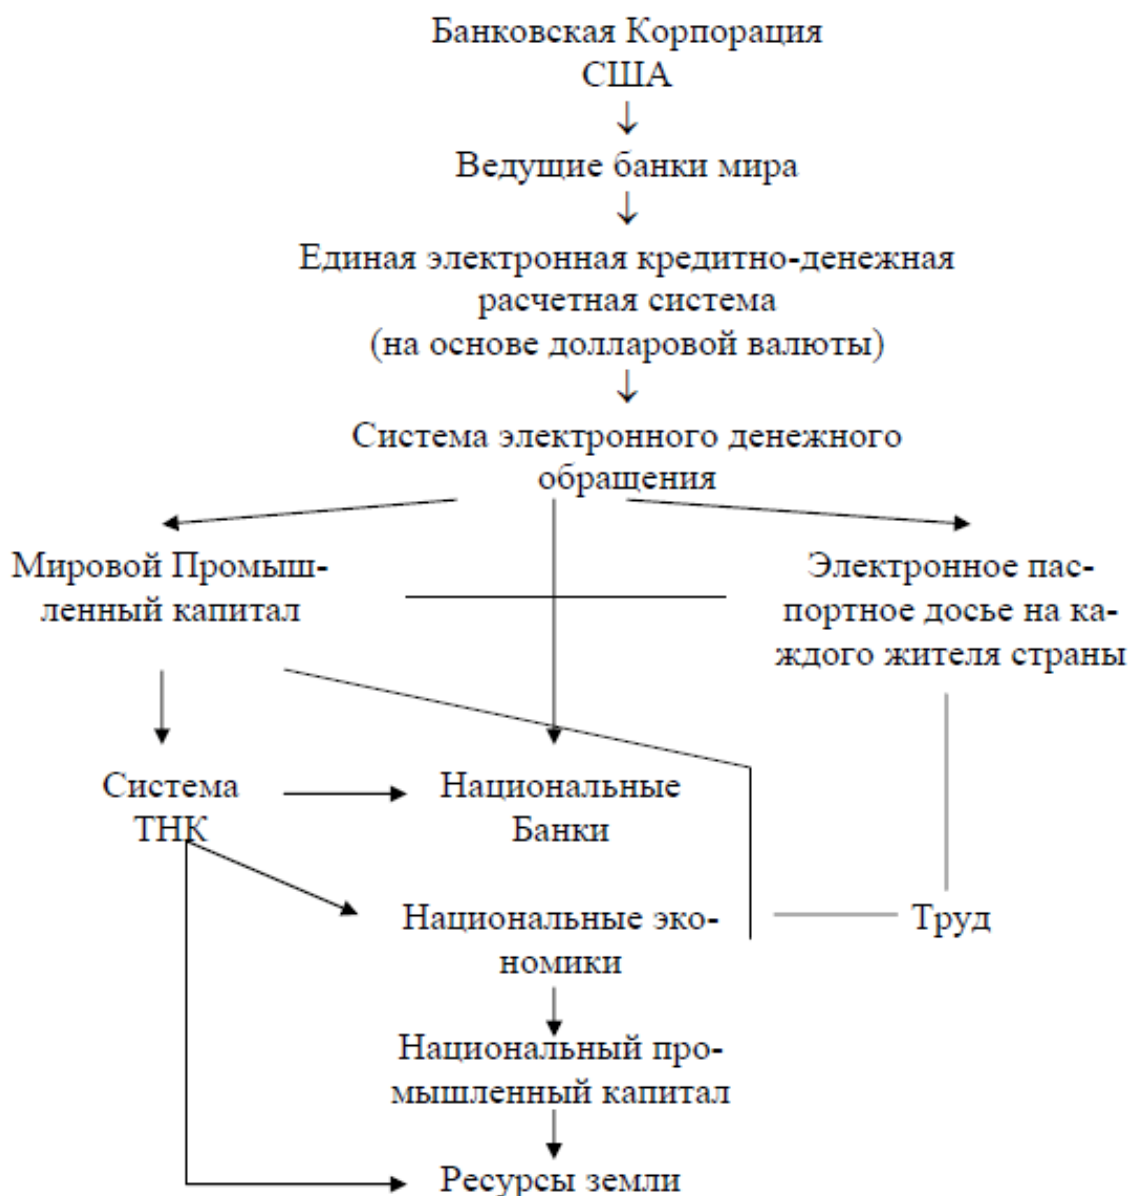 Банковская Корпорация
США
Ведущие банки мира
Единая электронная кредитно-денежная
расчетная система
(на основе долларовой валюты)
Система электронного денежного
обращения
Мировой Промыш-
ленный капитал
Электронное пас-
портное досье на ка-
ждого жителя страны
Система
ТНК
Национальные
Банки
Национальные эко-
номики
Труд
Национальный про-
мышленный капитал
Ресурсы земли